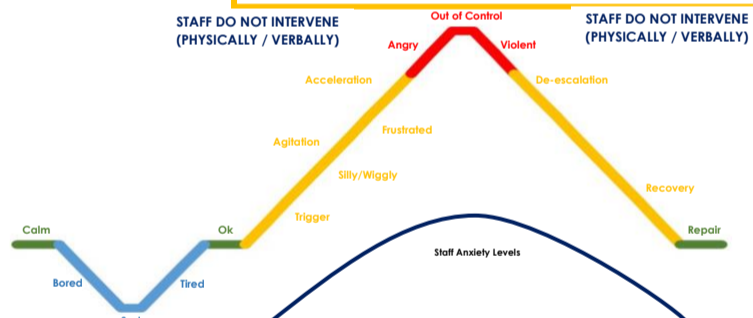 STAFF DO NOT INTERVENE
(PHYSICALLY / VERBALLY)
Out of Control
STAFF DO NOT INTERVENE
(PHYSICALLY / VERBALLY)
Angry
Violent
Acceleration
De-escalation
Frustrated
Agitation
Silly/Wiggly
Recovery
Trigger
Calm
Ok
Repair
Staff Anxiety Levels
Bored
Tired